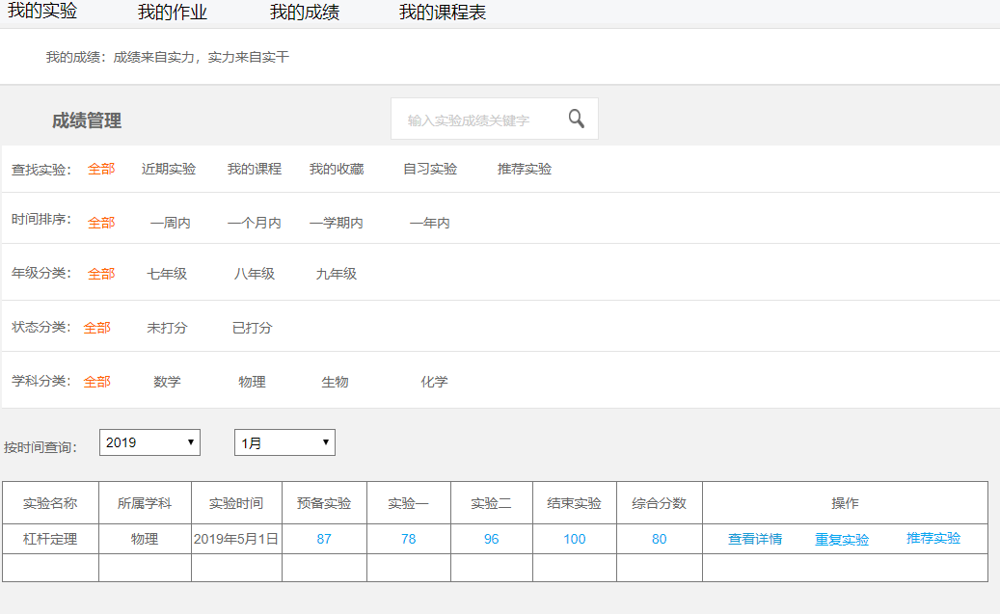 我的实验 我的作业 我的成绩 我的课程表
我的成绩：成绩来自实力，实力来自实干
成绩管理 输入实验成绩关键字
查找实验： 全部 近期实验 我的课程 我的收藏 自习实验 推荐实验
时间排序： 全部 一周内 一个月内 一学期内 一年内
年级分类： 全部 七年级 八年级 九年级
状态分类： 全部 未打分 已打分
学科分类： 全部 数学 物理 生物 化学
按时间查询： 2019 1月
实验名称 所属学科 实验时间 预备实验 实验一 实验二 结束实验 综合分数 操作
杠杆定理 物理 2019年5月1日 87 78 96 100 80 查看详情 重复实验 推荐实验